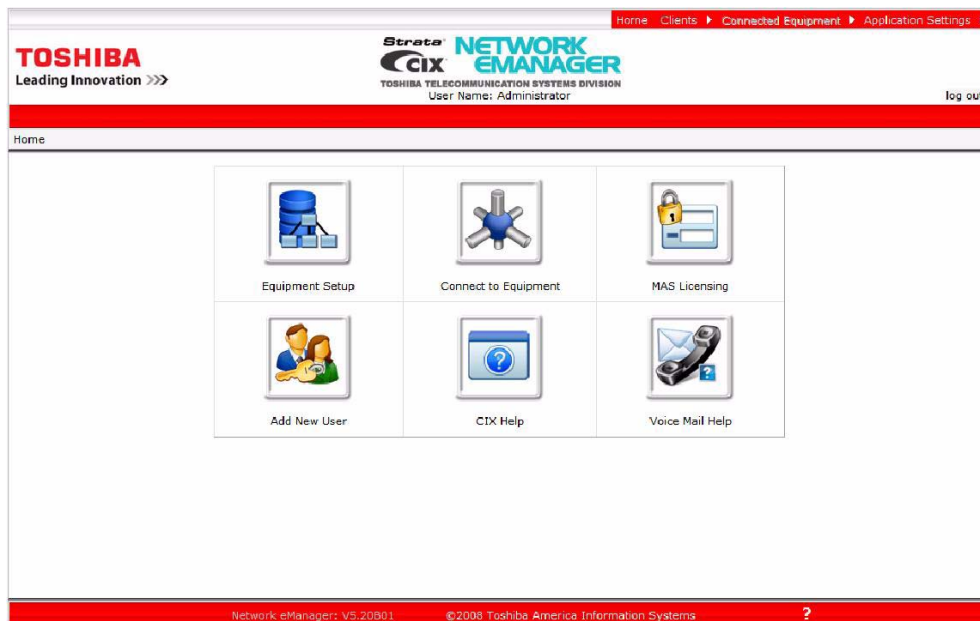 Home Clients Connected Equipment Application Settings
TOSHIBA
Leading Innovation >>>
Strata CIX NETWORK EMANAGER
TOSHIBA TELECOMMUNICATION SYSTEMS DIVISION
User Name: Administrator
log out
Home
Equipment Setup
Connect to Equipment
MAS Licensing
Add New User
CIX Help
Voice Mail Help
Network eManager: V5.20B01
©2008 Toshiba America Information Systems
?